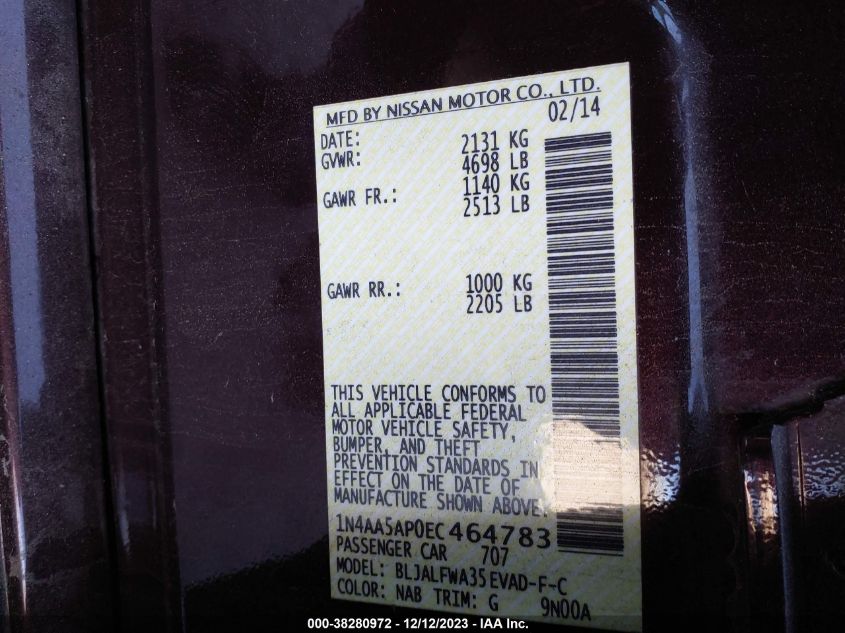 MFD BY NISSAN MOTOR CO., LTD.
02/14
DATE:
GVWR: 2131 KG
4698 LB
GAWR FR.: 1140 KG
2513 LB
GAWR RR.: 1000 KG
2205 LB
THIS VEHICLE CONFORMS TO
ALL APPLICABLE FEDERAL
MOTOR VEHICLE SAFETY,
BUMPER, AND THEFT
PREVENTION STANDARDS IN
EFFECT ON THE DATE OF
MANUFACTURE SHOWN ABOVE.
1N4AA5AP0EC464783
PASSENGER CAR 707
MODEL: BLJALFWA35EVAD-F-C
COLOR: NAB TRIM: G 9N00A
000-38280972 - 12/12/2023 - IAA Inc.